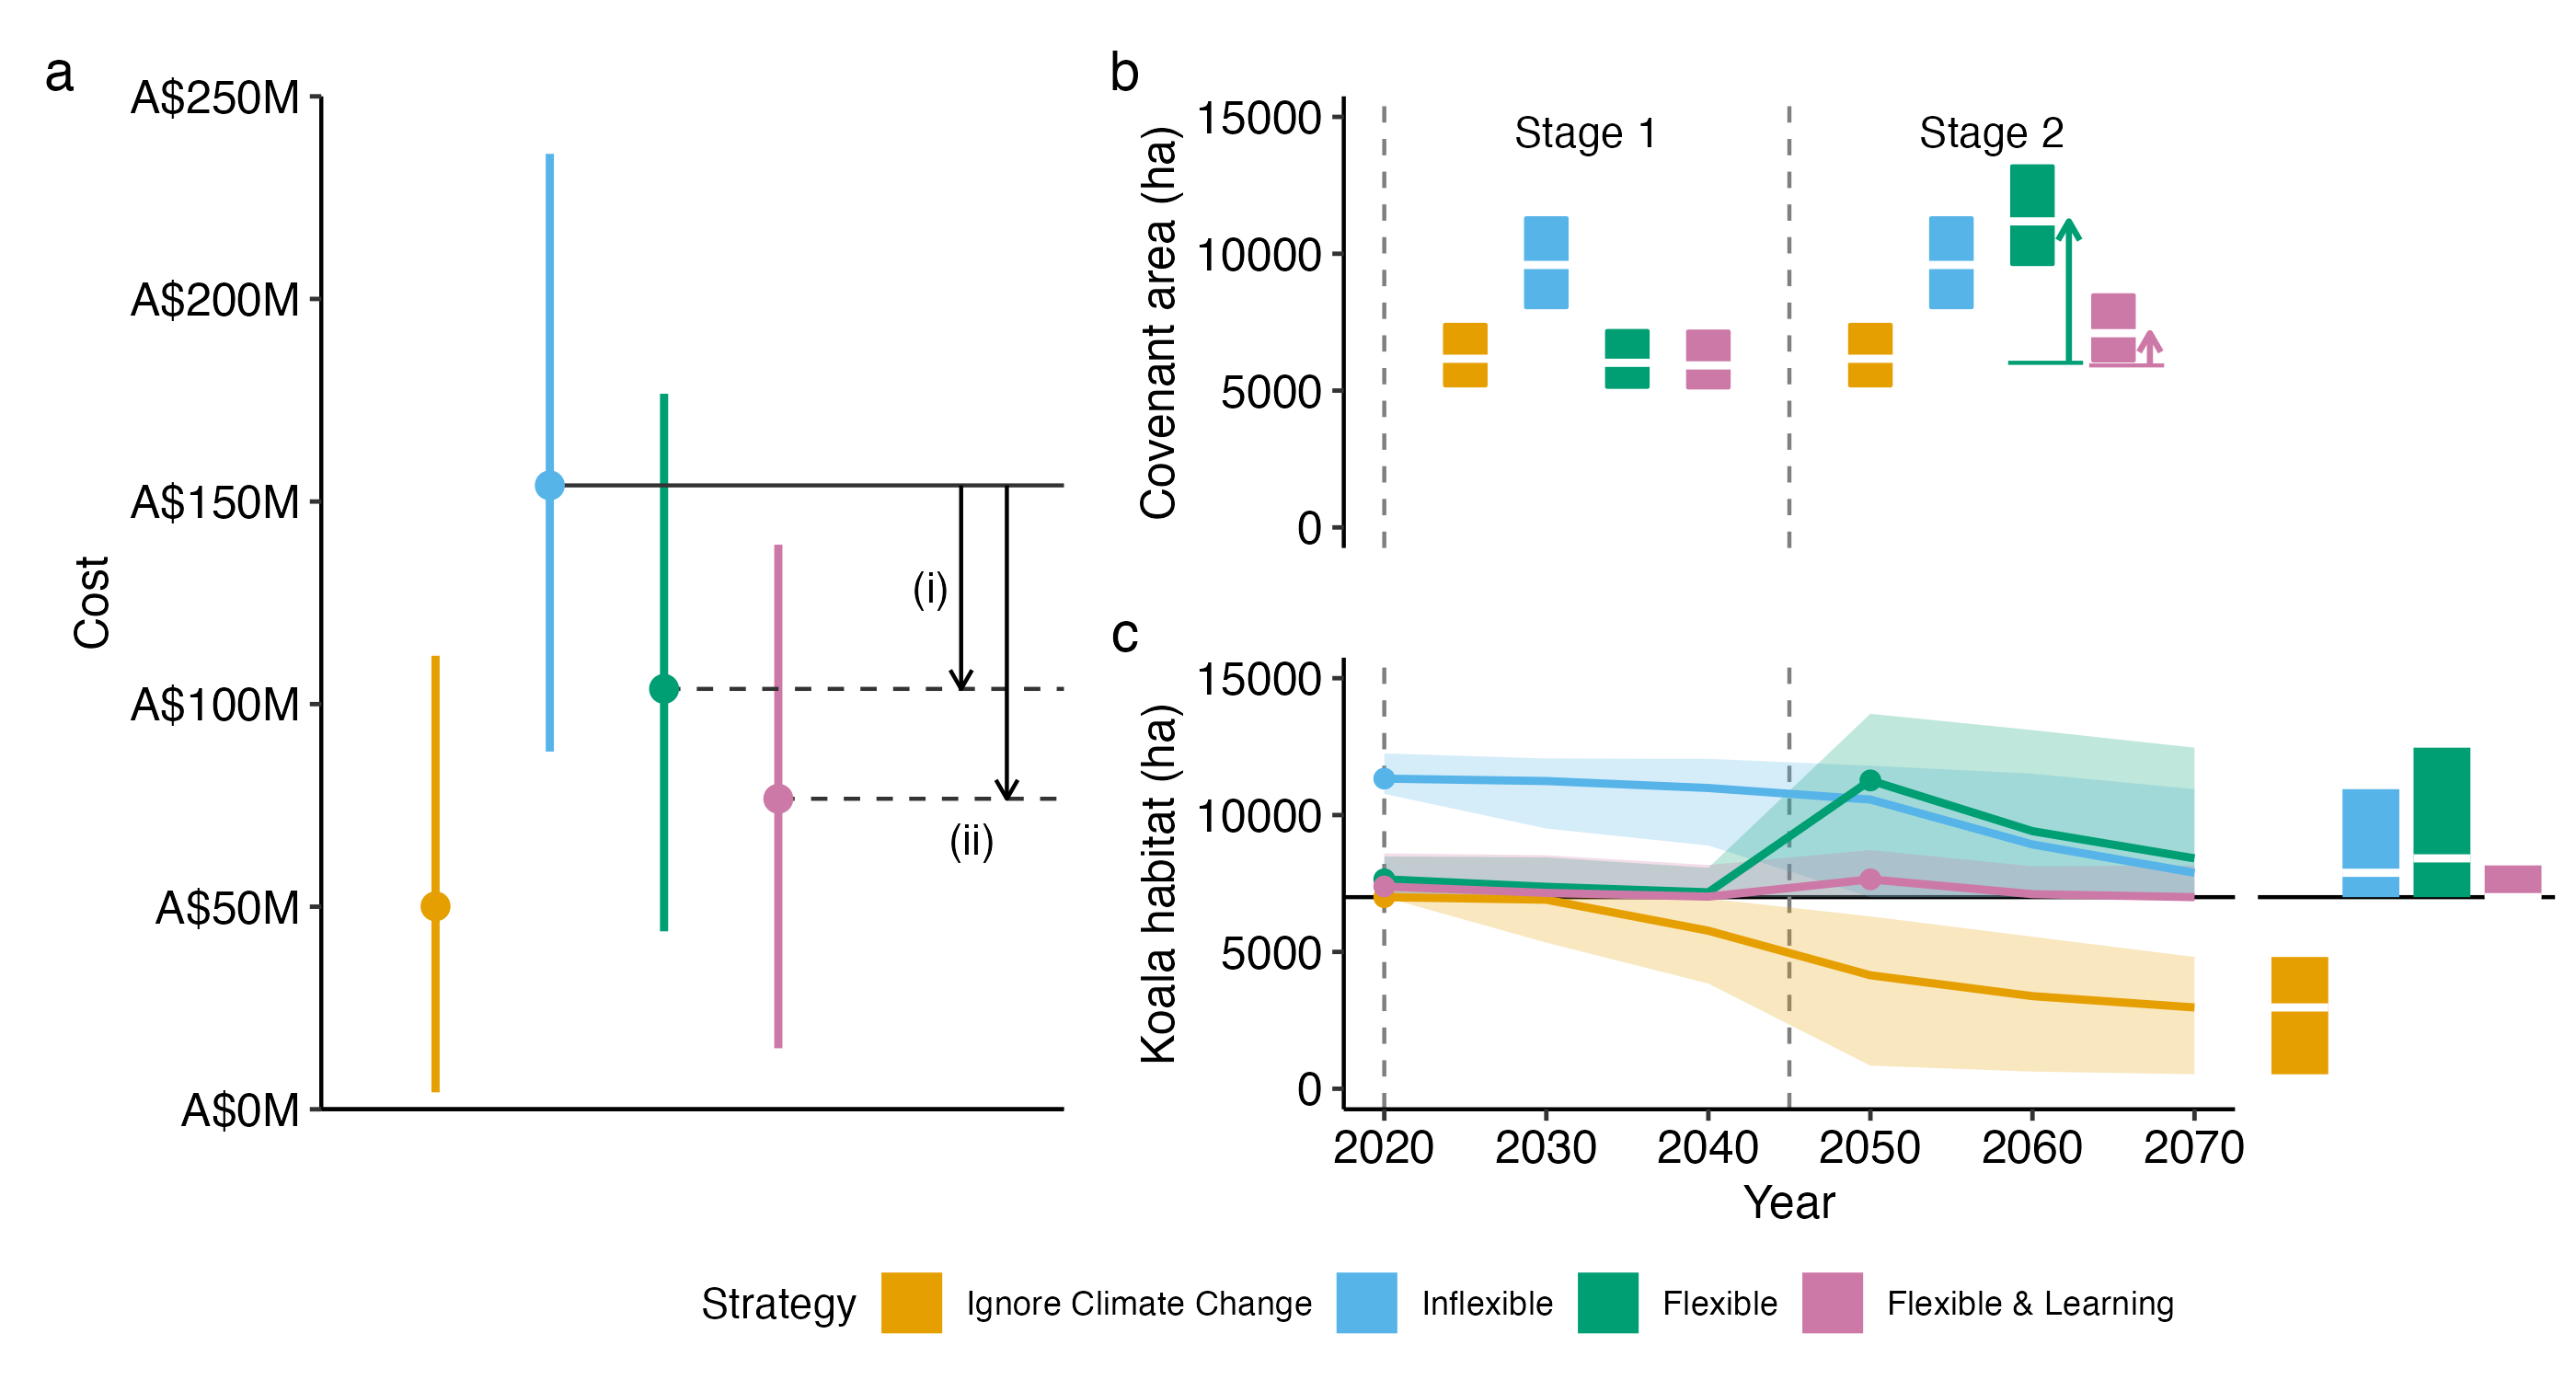 a
A$250M
A$200M
A$150M
A$100M
A$50M
A$0M
Cost
(i)
(ii)
b
15000
10000
5000
0
Covenant area (ha)
Stage 1
Stage 2
c
15000
10000
5000
0
Koala habitat (ha)
2020 2030 2040 2050 2060 2070
Year
Strategy Ignore Climate Change Inflexible Flexible Flexible & Learning